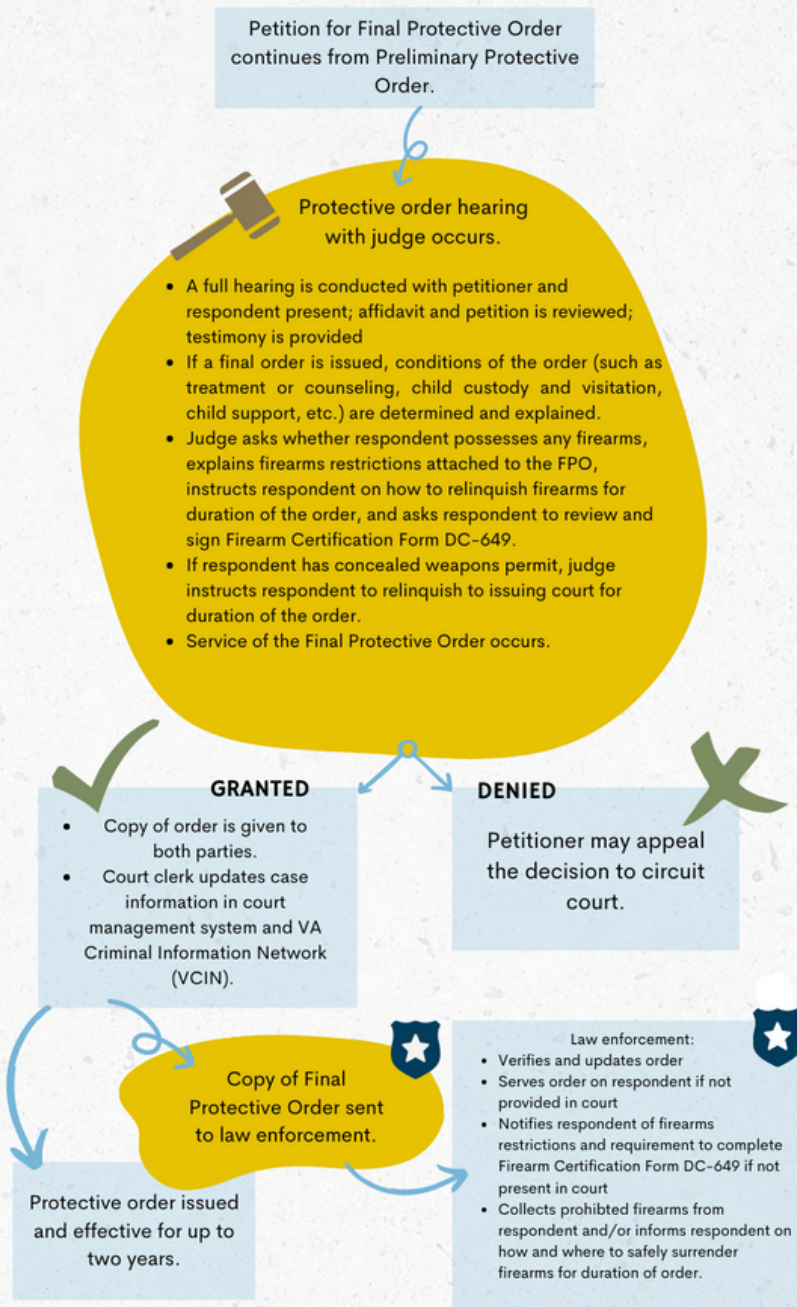 Petition for Final Protective Order
continues from Preliminary Protective
Order.
Protective order hearing
with judge occurs.
• A full hearing is conducted with petitioner and
respondent present; affidavit and petition is reviewed;
testimony is provided
• If a final order is issued, conditions of the order (such as
treatment or counseling, child custody and visitation,
child support, etc.) are determined and explained.
• Judge asks whether respondent possesses any firearms,
explains firearms restrictions attached to the FPO,
instructs respondent on how to relinquish firearms for
duration of the order, and asks respondent to review and
sign Firearm Certification Form DC-649.
• If respondent has concealed weapons permit, judge
instructs respondent to relinquish to issuing court for
duration of the order.
• Service of the Final Protective Order occurs.
GRANTED
• Copy of order is given to
both parties.
• Court clerk updates case
information in court
management system and VA
Criminal Information Network
(VCIN).
DENIED
Petitioner may appeal
the decision to circuit
court.
Copy of Final
Protective Order sent
to law enforcement.
Law enforcement:
• Verifies and updates order
• Serves order on respondent if not
provided in court
• Notifies respondent of firearms
restrictions and requirement to complete
Firearm Certification Form DC-649 if not
present in court
• Collects prohibted firearms from
respondent and/or informs respondent on
how and where to safely surrender
firearms for duration of order.
Protective order issued
and effective for up to
two years.